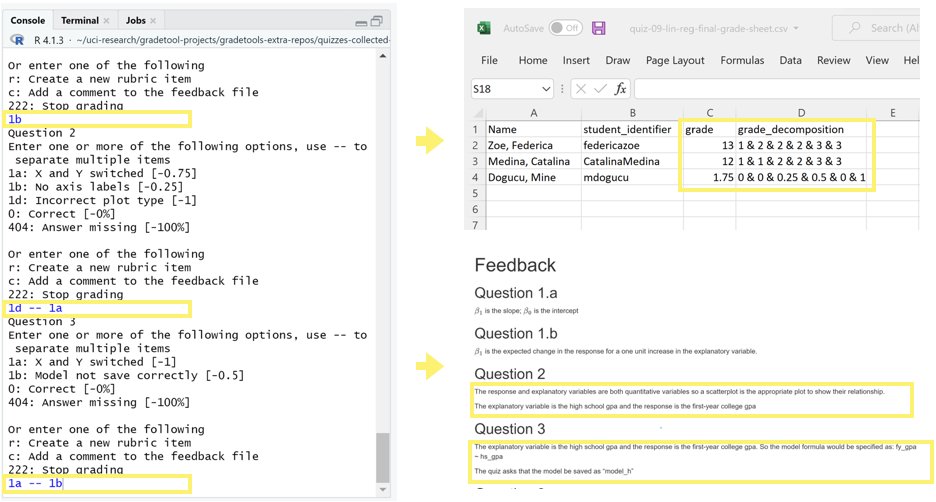 Console Terminal × Jobs ×
R 4.1.3 · ~/uci-research/gradetool-projects/gradetools-extra-repos/quizzes-collected-
Or enter one of the following
r: Create a new rubric item
c: Add a comment to the feedback file
222: Stop grading
1b
Question 2
Enter one or more of the following options, use -- to
separate multiple items
1a: X and Y switched [-0.75]
1b: No axis labels [-0.25]
1d: Incorrect plot type [-1]
0: Correct [-0%]
404: Answer missing [-100%]
Or enter one of the following
r: Create a new rubric item
c: Add a comment to the feedback file
222: Stop grading
1d -- 1a
Question 3
Enter one or more of the following options, use -- to
separate multiple items
1a: X and Y switched [-1]
1b: Model not save correctly [-0.5]
0: Correct [-0%]
404: Answer missing [-100%]
Or enter one of the following
r: Create a new rubric item
c: Add a comment to the feedback file
222: Stop grading
1a -- 1b
AutoSave Off quiz-09-lin-reg-final-grade-sheet.csv Search (Al
File Home Insert Draw Page Layout Formulas Data Review View Hel
S18 fx
A B C D E
1 Name student_identifier grade grade_decomposition
2 Zoe, Federica federicazoe 13 1 & 2 & 2 & 2 & 3 & 3
3 Medina, Catalina CatalinaMedina 12 1 & 1 & 2 & 2 & 3 & 3
4 Dogucu, Mine mdogucu 1.75 0 & 0 & 0.25 & 0.5 & 0 & 1
5
6
7
Feedback
Question 1.a
β₁ is the slope; β₀ is the intercept
Question 1.b
β₁ is the expected change in the response for a one unit increase in the explanatory variable.
Question 2
The response and explanatory variables are both quantitative variables so a scatterplot is the appropriate plot to show their relationship.
The explanatory variable is the high school gpa and the response is the first-year college gpa
Question 3
The explanatory variable is the high school gpa and the response is the first-year college gpa. So the model formula would be specified as: fy_gpa
~ hs_gpa
The quiz asks that the model be saved as “model_h”